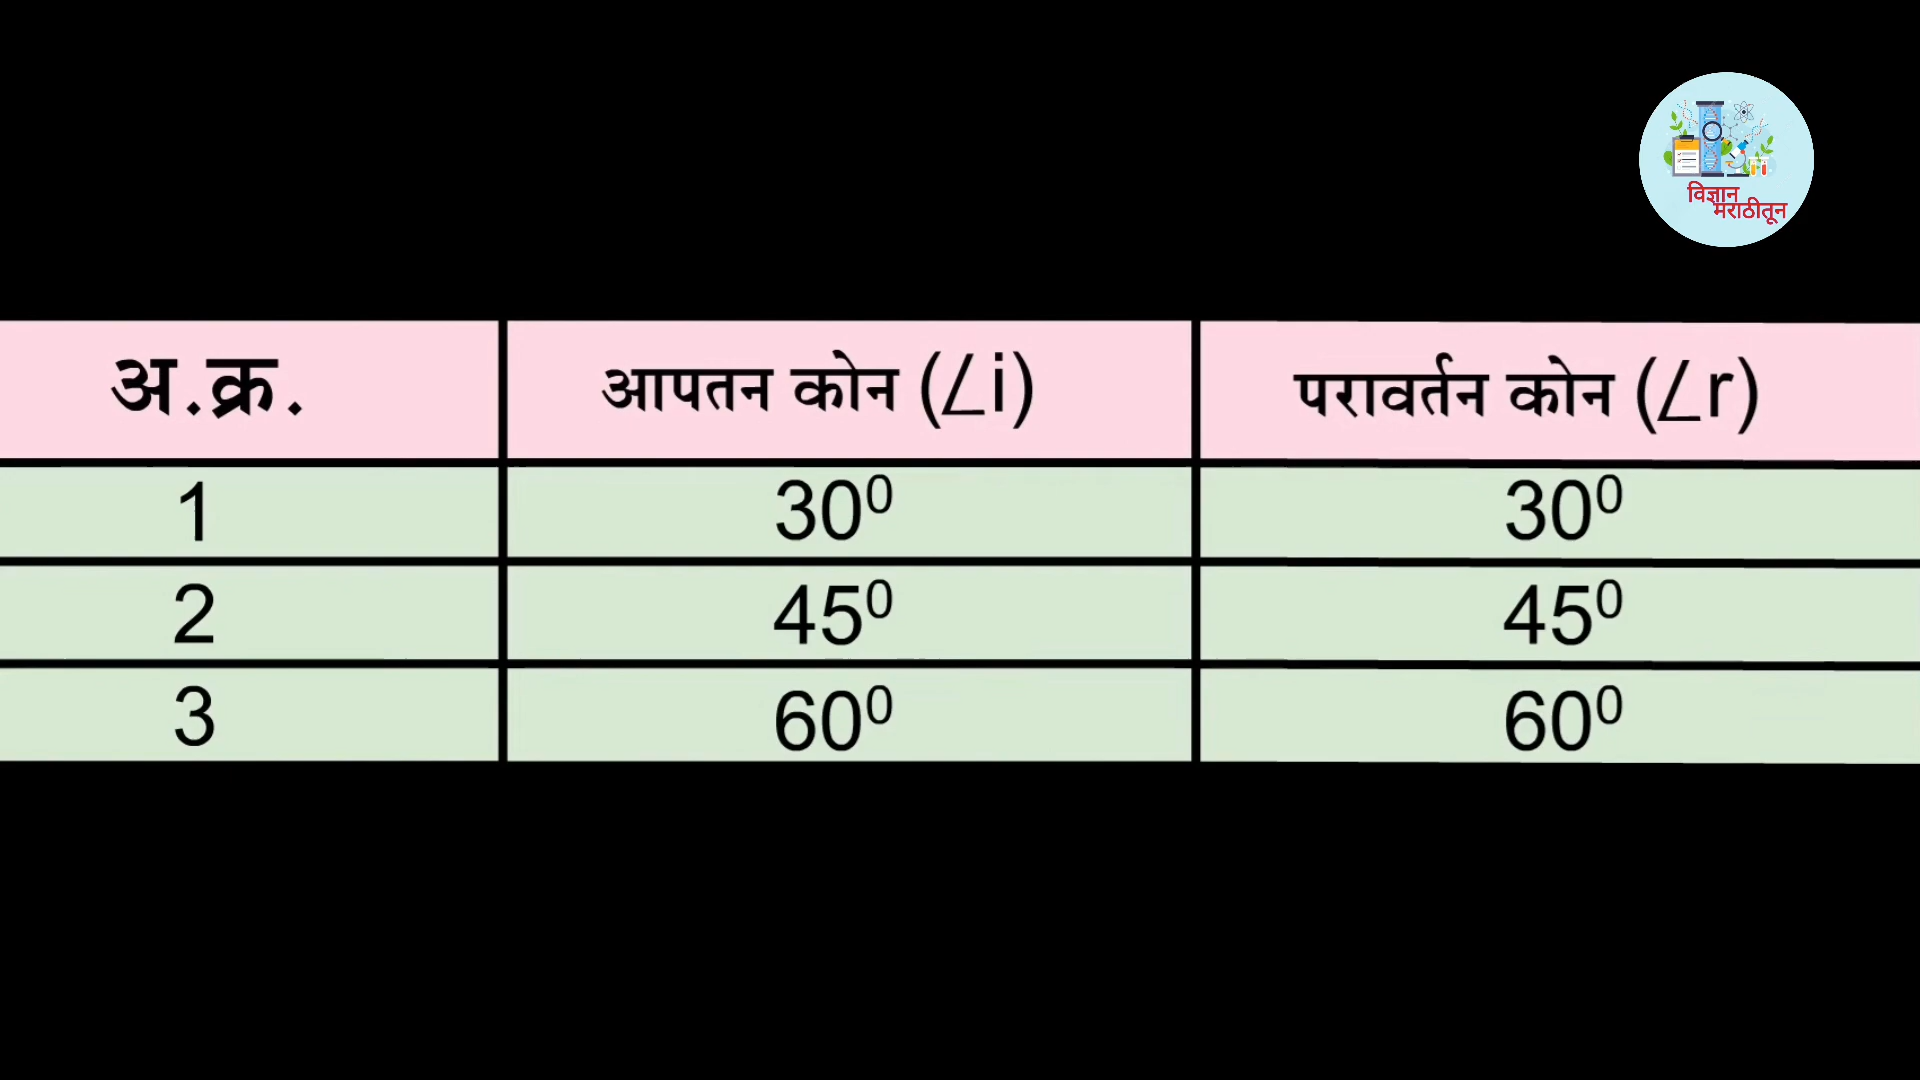 विज्ञान
मराठीतून
अ.क्र. आपतन कोन (∠i) परावर्तन कोन (∠r)
1 30⁰ 30⁰
2 45⁰ 45⁰
3 60⁰ 60⁰